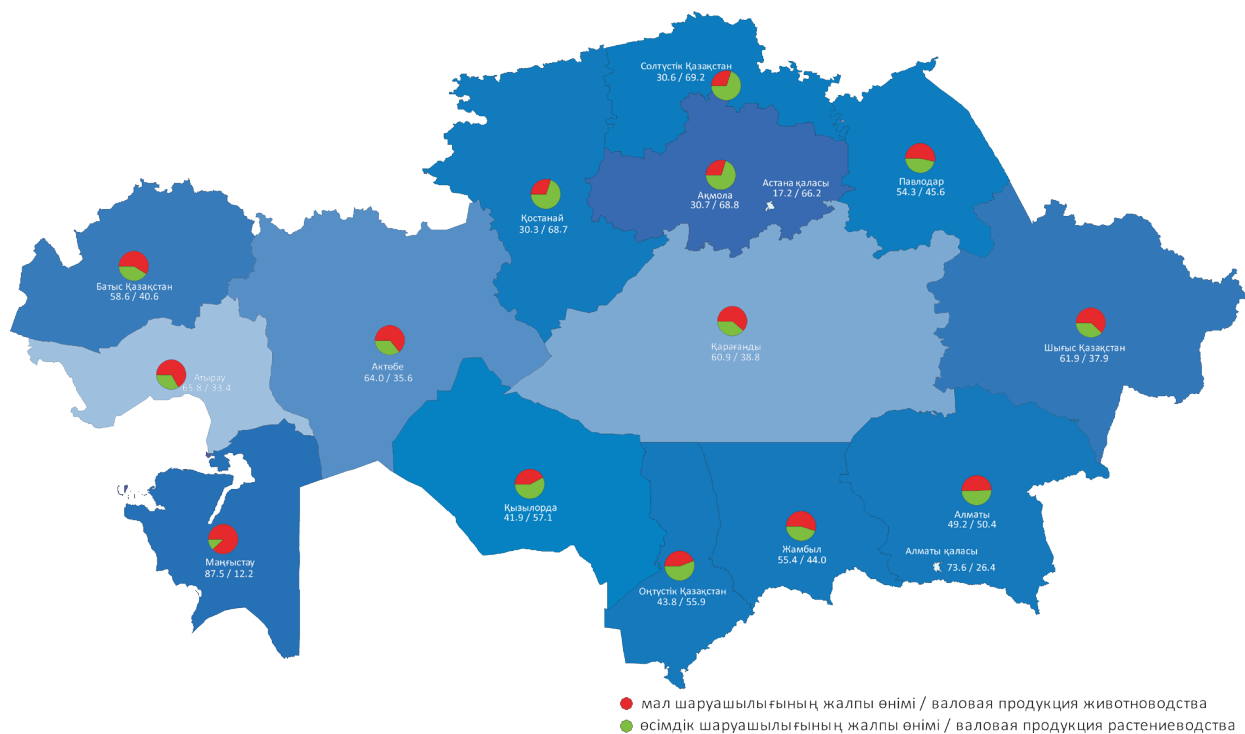 Солтүстік Қазақстан
30.6 / 69.2
Павлодар
54.3 / 45.6
Астана қаласы
17.2 / 66.2
Ақмола
30.7 / 68.8
Қостанай
30.3 / 68.7
Батыс Қазақстан
58.6 / 40.6
Қарағанды
60.9 / 38.8
Шығыс Қазақстан
61.9 / 37.9
Ақтөбе
64.0 / 35.6
Атырау
65.8 / 33.4
Қызылорда
41.9 / 57.1
Алматы
49.2 / 50.4
Жамбыл
55.4 / 44.0
Алматы қаласы
73.6 / 26.4
Маңғыстау
87.5 / 12.2
Оңтүстік Қазақстан
43.8 / 55.9
мал шаруашылығының жалпы өнімі / валовая продукция животноводства
өсімдік шаруашылығының жалпы өнімі / валовая продукция растениеводства